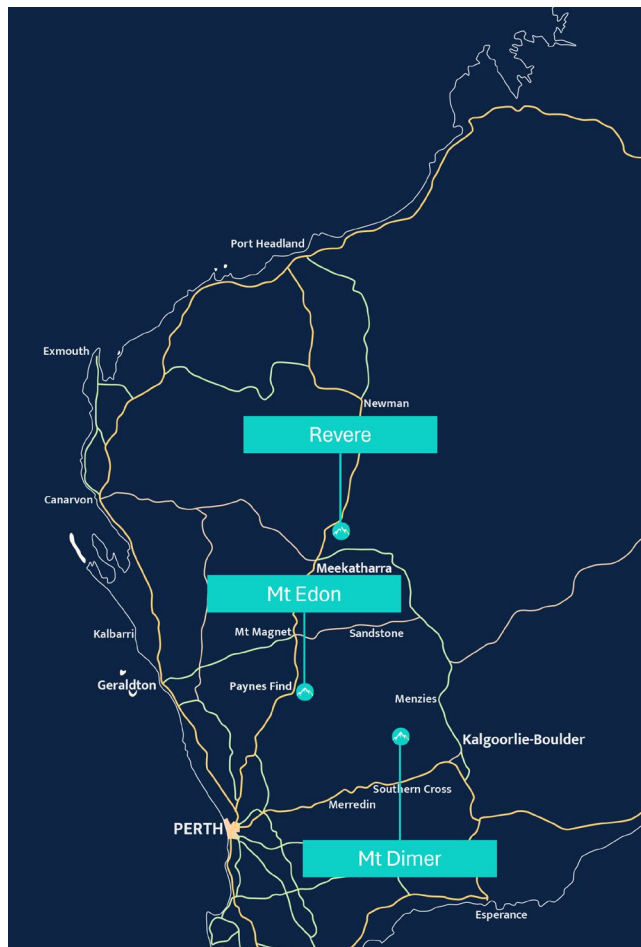 Port Headland
Exmouth
Newman
Revere
Canarvon
Meekatharra
Mt Edon
Kalbarri
Mt Magnet
Sandstone
Geraldton
Paynes Find
Menzies
Kalgoorlie-Boulder
Southern Cross
Merredin
PERTH
Mt Dimer
Esperance